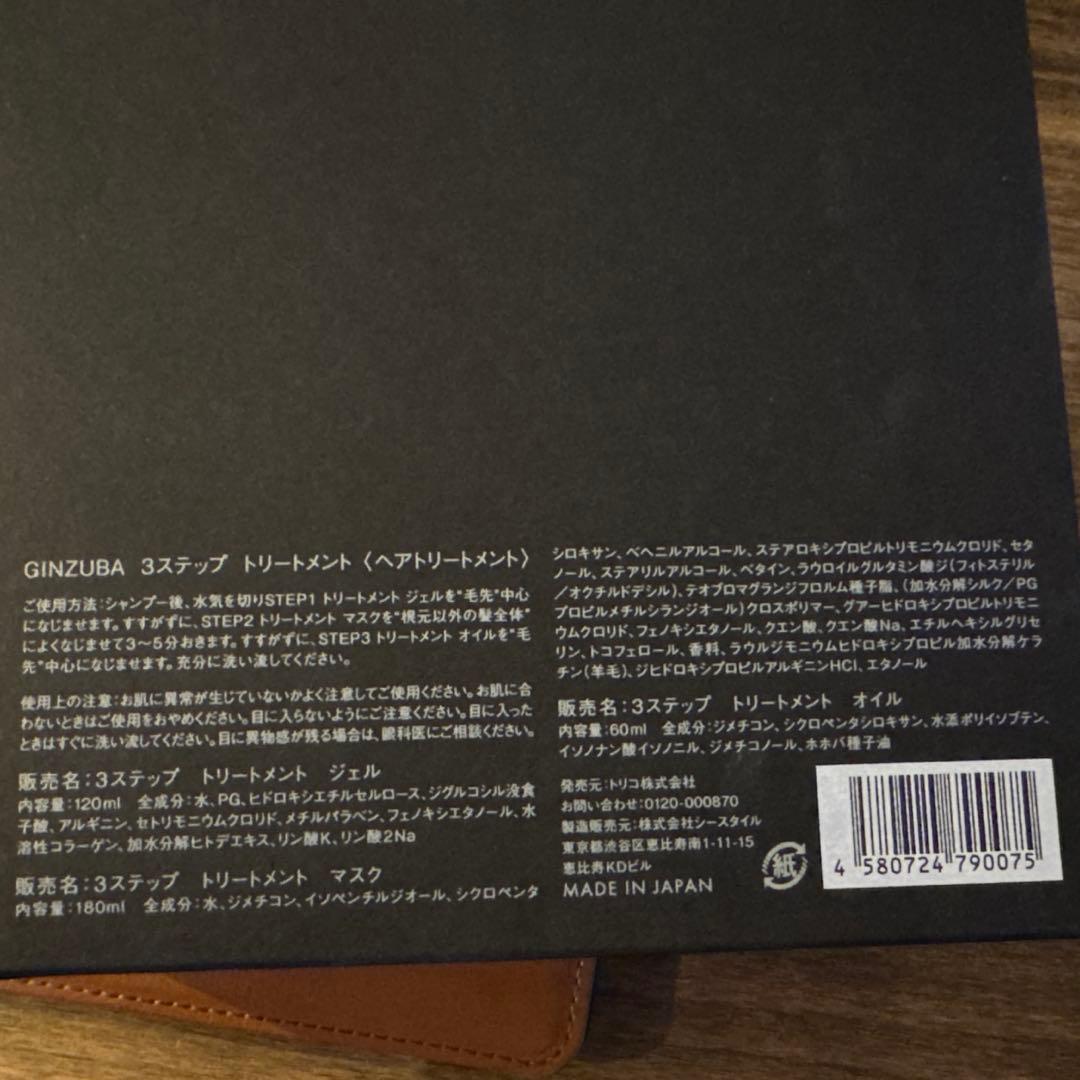 GINZUBA 3ステップ トリートメント〈ヘアトリートメント〉
ご使用方法:シャンプー後、水気を切りSTEP1 トリートメント ジェルを"毛先"中心
になじませます。すすがずに、STEP2 トリートメント マスクを"根元以外の髪全体"
によくなじませて3〜5分おきます。すすがずに、STEP3 トリートメント オイルを"毛
先"中心になじませます。充分に洗い流してください。
使用上の注意:お肌に異常が生じていないかよく注意してご使用ください。お肌に合
わないときはご使用をおやめください。目に入らないようにご注意ください。目に入った
ときはすぐに洗い流してください。目に異物感が残る場合は、眼科医にご相談ください。
販売名:3ステップ トリートメント ジェル
内容量:120ml 全成分:水、PG、ヒドロキシエチルセルロース、ジグルコシル没食
子酸、アルギニン、セトリモニウムクロリド、メチルパラベン、フェノキシエタノール、水
溶性コラーゲン、加水分解ヒトデエキス、リン酸K、リン酸2Na
販売名:3ステップ トリートメント マスク
内容量:180ml 全成分:水、ジメチコン、イソペンチルジオール、シクロペンタ
シロキサン、ベヘニルアルコール、ステアロキシプロピルトリモニウムクロリド、セタ
ノール、ステアリルアルコール、ベタイン、ラウロイルグルタミン酸ジ(フィトステリル
/オクチルドデシル)、テオブロマグランジフロルム種子脂、(加水分解シルク/PG
プロピルメチルシランジオール)クロスポリマー、グアーヒドロキシプロピルトリモニ
ウムクロリド、フェノキシエタノール、クエン酸、クエン酸Na、エチルヘキシルグリセ
リン、トコフェロール、香料、ラウルジモニウムヒドロキシプロピル加水分解ケラ
チン(羊毛)、ジヒドロキシプロピルアルギニンHCl、エタノール
販売名:3ステップ トリートメント オイル
内容量:60ml 全成分:ジメチコン、シクロペンタシロキサン、水添ポリイソブテン、
イソノナン酸イソノニル、ジメチコノール、ホホバ種子油
発売元:トリコ株式会社
お問い合わせ:0120-000870
製造販売元:株式会社シースタイル
東京都渋谷区恵比寿南1-11-15
恵比寿KDビル
MADE IN JAPAN
紙
4 580724 790075